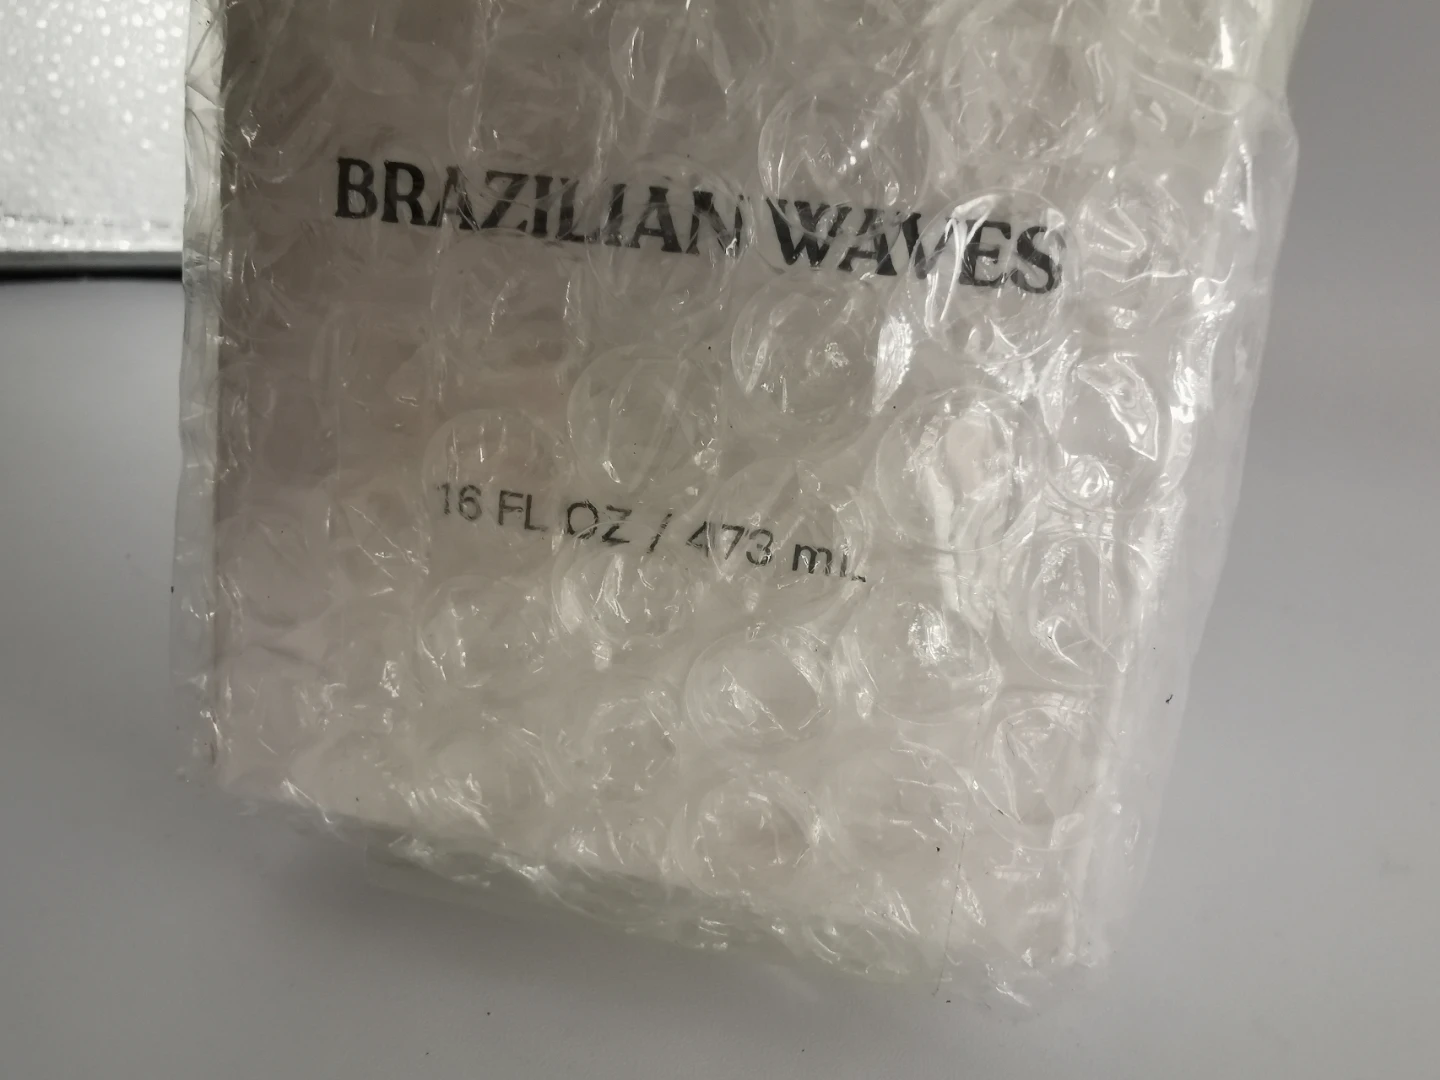 BRAZILIAN WAVES
16 FL OZ / 473 mL